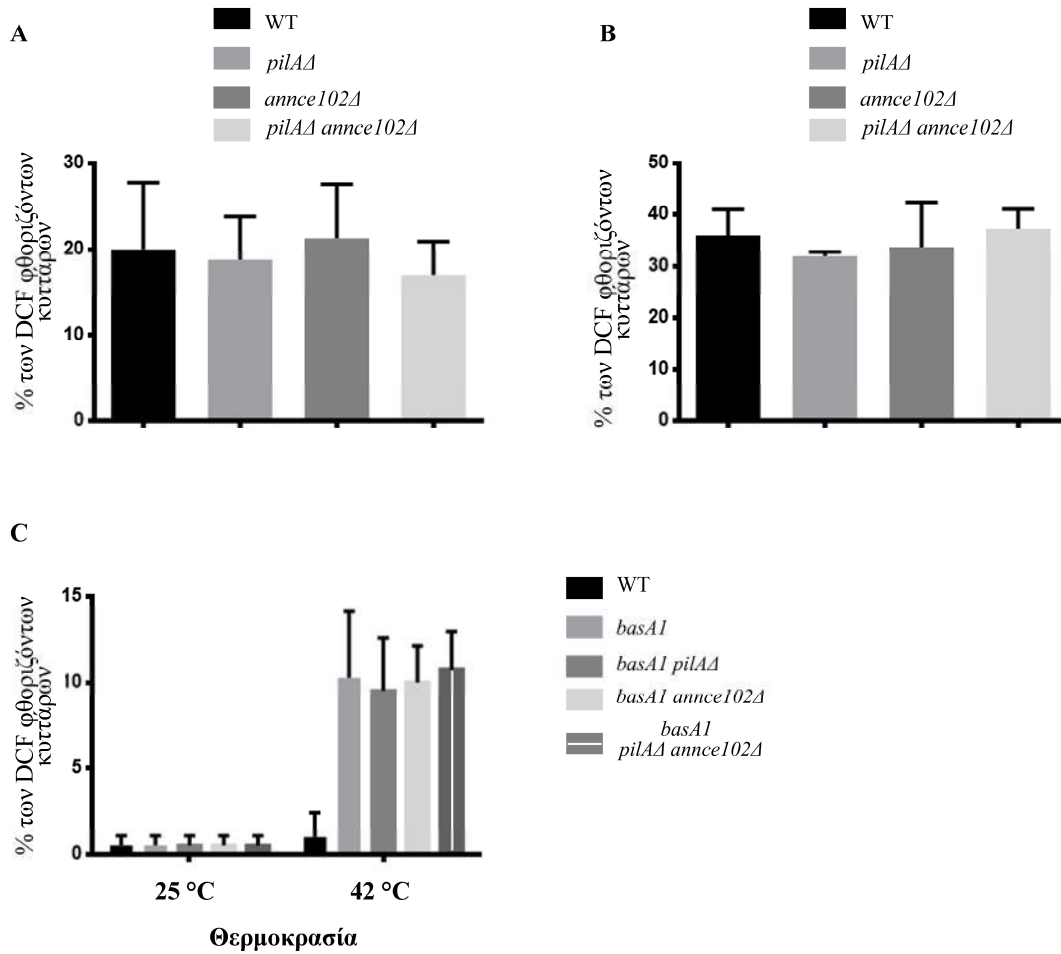 A
WT
pilAΔ
annce102Δ
pilAΔ annce102Δ
% των DCF φθοριζόντων
κυττάρων
30
20
10
0
B
WT
pilAΔ
annce102Δ
pilAΔ annce102Δ
% των DCF φθοριζόντων
κυττάρων
50
40
30
20
10
0
C
% των DCF φθοριζόντων
κυττάρων
15
10
5
0
25 °C
42 °C
Θερμοκρασία
WT
basA1
basA1 pilAΔ
basA1 annce102Δ
basA1
pilAΔ annce102Δ